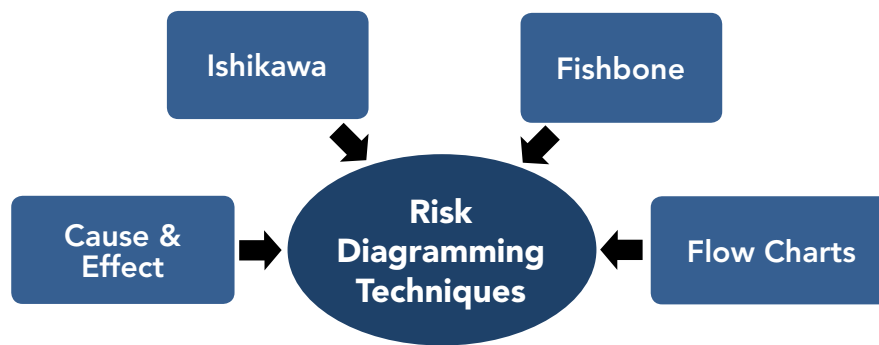 Ishikawa
Fishbone
Cause &
Effect
Risk
Diagramming
Techniques
Flow Charts